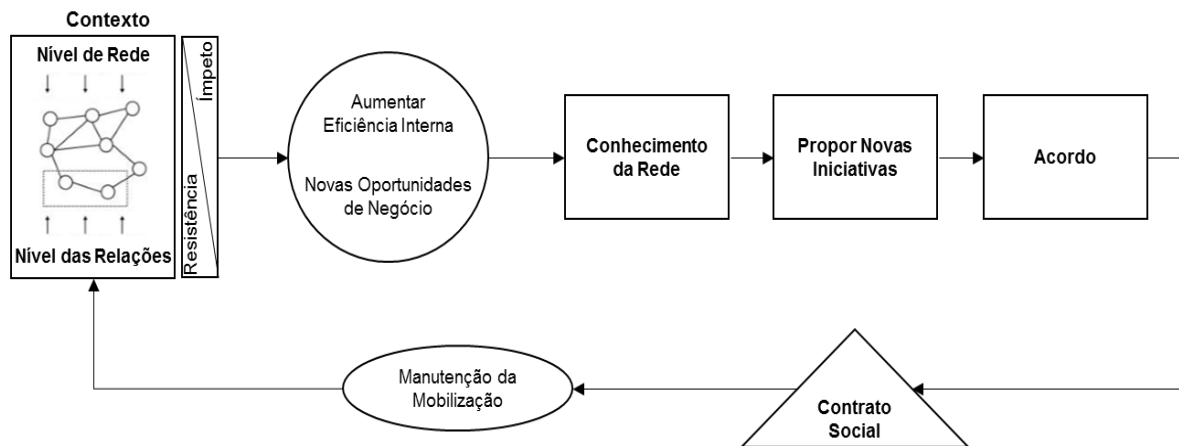 Contexto
Nível de Rede
Nível das Relações
Ímpeto
Resistência
Aumentar
Eficiência Interna
Novas Oportunidades
de Negócio
Conhecimento
da Rede
Propor Novas
Iniciativas
Acordo
Contrato
Social
Manutenção da
Mobilização